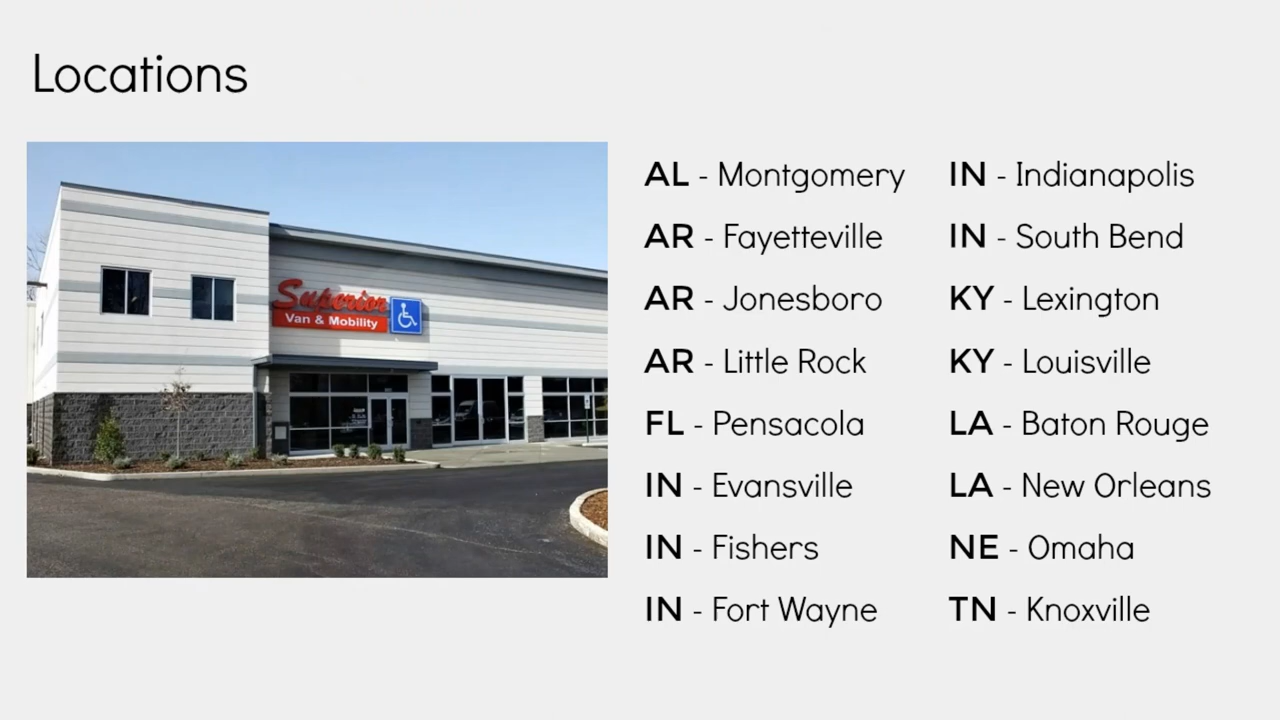 Locations
Superior
Van & Mobility
AL - Montgomery
AR - Fayetteville
AR - Jonesboro
AR - Little Rock
FL - Pensacola
IN - Evansville
IN - Fishers
IN - Fort Wayne
IN - Indianapolis
IN - South Bend
KY - Lexington
KY - Louisville
LA - Baton Rouge
LA - New Orleans
NE - Omaha
TN - Knoxville